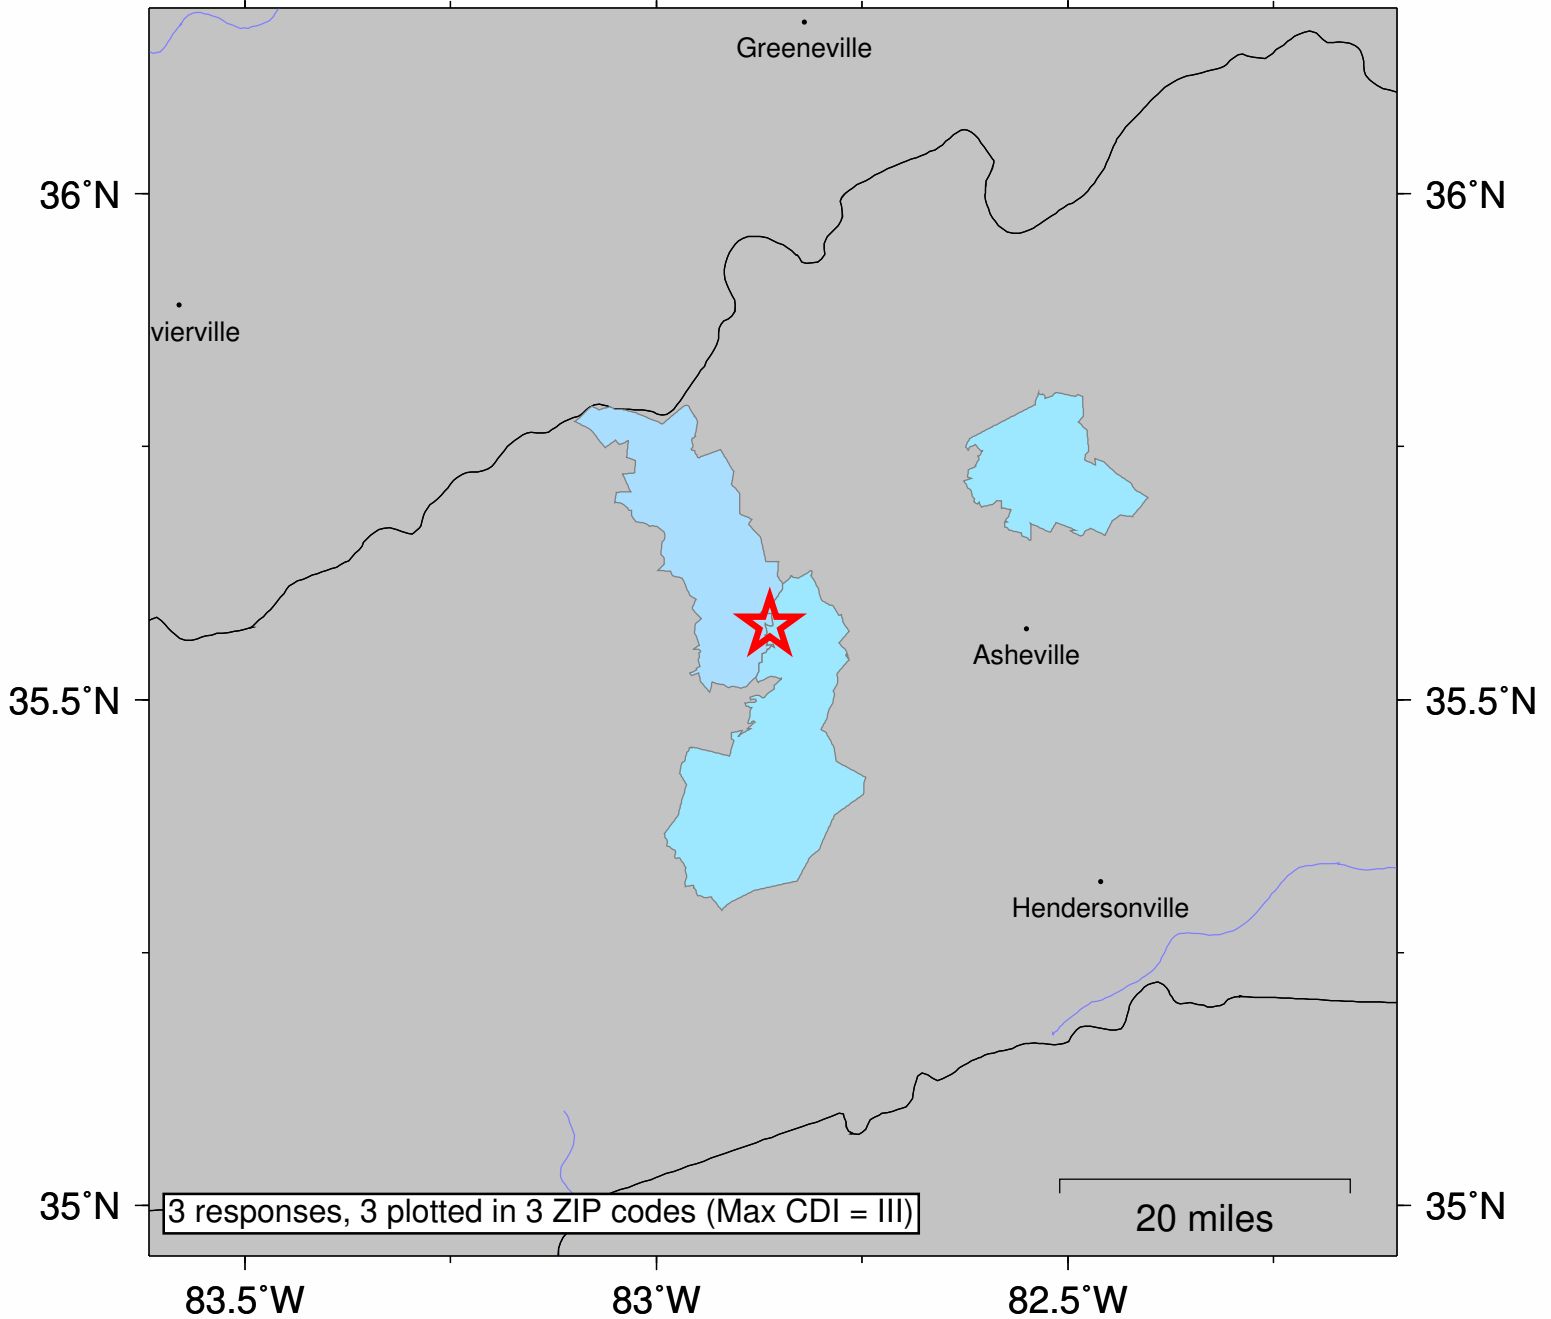 Greeneville
36˚N
36˚N
vierville
Asheville
35.5˚N
35.5˚N
Hendersonville
35˚N
35˚N
3 responses, 3 plotted in 3 ZIP codes (Max CDI = III)
20 miles
83.5˚W
83˚W
82.5˚W